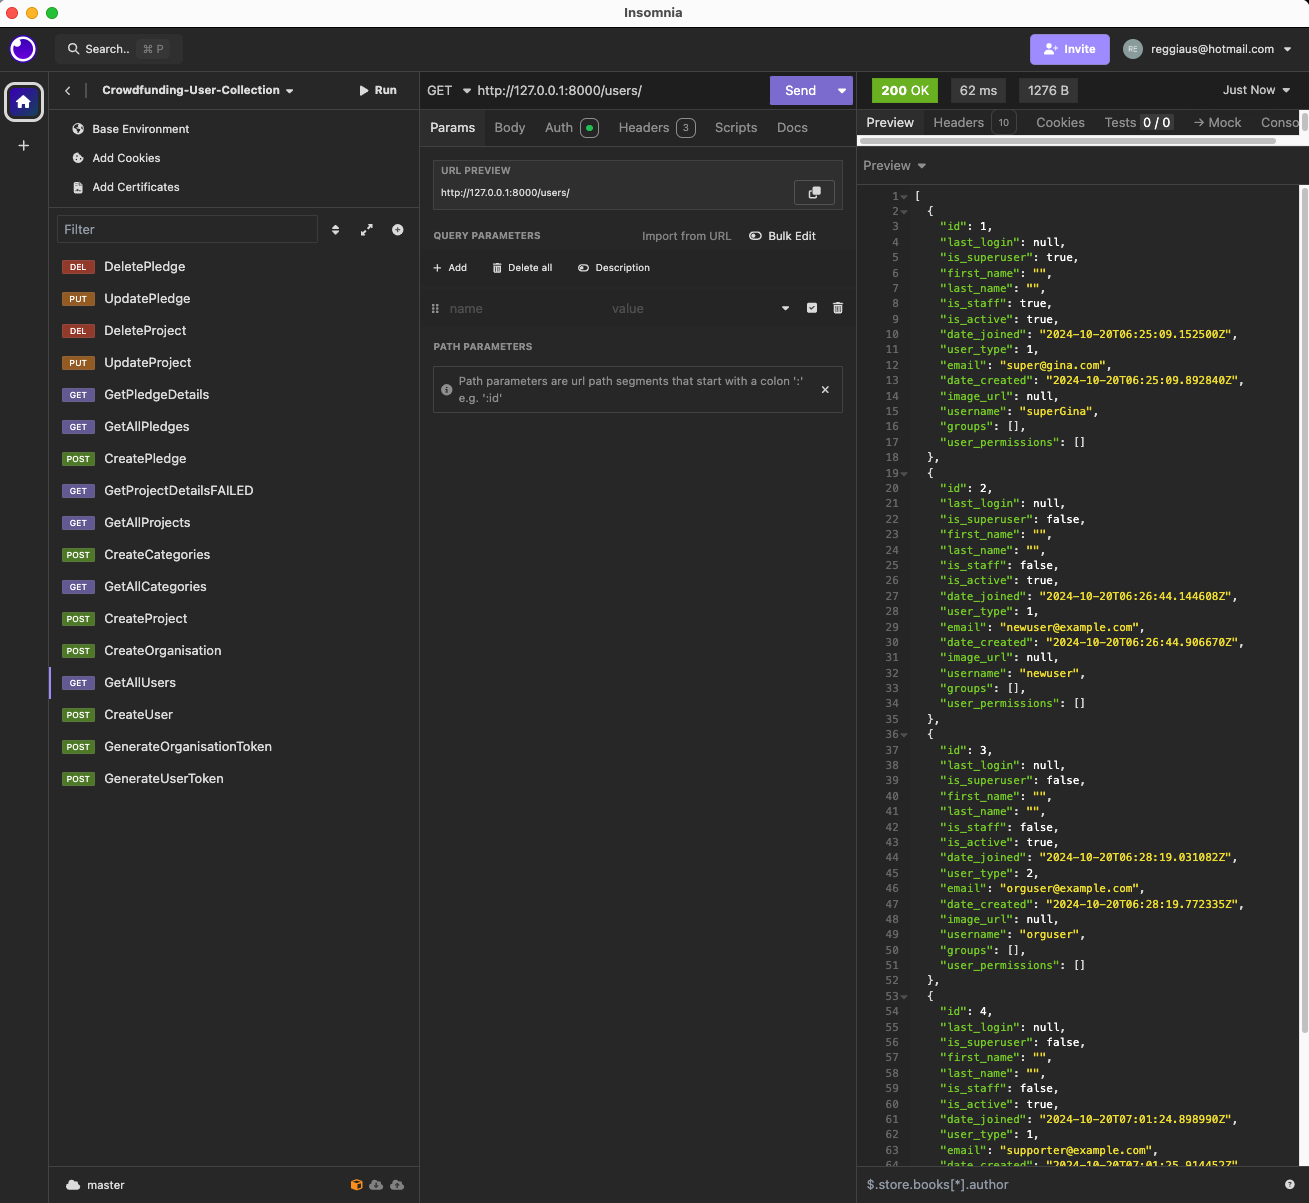 Insomnia
Search..
⌘ P
Invite
RE
reggiaus@hotmail.com
Crowdfunding-User-Collection
Run
Base Environment
Add Cookies
Add Certificates
Filter
DEL DeletePledge
PUT UpdatePledge
DEL DeleteProject
PUT UpdateProject
GET GetPledgeDetails
GET GetAllPledges
POST CreatePledge
GET GetProjectDetailsFAILED
GET GetAllProjects
POST CreateCategories
GET GetAllCategories
POST CreateProject
POST CreateOrganisation
GET GetAllUsers
POST CreateUser
POST GenerateOrganisationToken
POST GenerateUserToken
master
GET http://127.0.0.1:8000/users/
Send
Params Body Auth Headers 3 Scripts Docs
URL PREVIEW
http://127.0.0.1:8000/users/
QUERY PARAMETERS Import from URL Bulk Edit
+ Add Delete all Description
name value
PATH PARAMETERS
Path parameters are url path segments that start with a colon ':'
e.g. ':id'
200 OK 62 ms 1276 B Just Now
Preview Headers 10 Cookies Tests 0 / 0 → Mock Conso
Preview
1 [
2 {
3 "id": 1,
4 "last_login": null,
5 "is_superuser": true,
6 "first_name": "",
7 "last_name": "",
8 "is_staff": true,
9 "is_active": true,
10 "date_joined": "2024-10-20T06:25:09.152500Z",
11 "user_type": 1,
12 "email": "super@gina.com",
13 "date_created": "2024-10-20T06:25:09.892840Z",
14 "image_url": null,
15 "username": "superGina",
16 "groups": [],
17 "user_permissions": []
18 },
19 {
20 "id": 2,
21 "last_login": null,
22 "is_superuser": false,
23 "first_name": "",
24 "last_name": "",
25 "is_staff": false,
26 "is_active": true,
27 "date_joined": "2024-10-20T06:26:44.144608Z",
28 "user_type": 1,
29 "email": "newuser@example.com",
30 "date_created": "2024-10-20T06:26:44.906670Z",
31 "image_url": null,
32 "username": "newuser",
33 "groups": [],
34 "user_permissions": []
35 },
36 {
37 "id": 3,
38 "last_login": null,
39 "is_superuser": false,
40 "first_name": "",
41 "last_name": "",
42 "is_staff": false,
43 "is_active": true,
44 "date_joined": "2024-10-20T06:28:19.031082Z",
45 "user_type": 2,
46 "email": "orguser@example.com",
47 "date_created": "2024-10-20T06:28:19.772335Z",
48 "image_url": null,
49 "username": "orguser",
50 "groups": [],
51 "user_permissions": []
52 },
53 {
54 "id": 4,
55 "last_login": null,
56 "is_superuser": false,
57 "first_name": "",
58 "last_name": "",
59 "is_staff": false,
60 "is_active": true,
61 "date_joined": "2024-10-20T07:01:24.898990Z",
62 "user_type": 1,
63 "email": "supporter@example.com",
64 "date_created": "2024-10-20T07:01:25.914452Z"
$.store.books[*].author